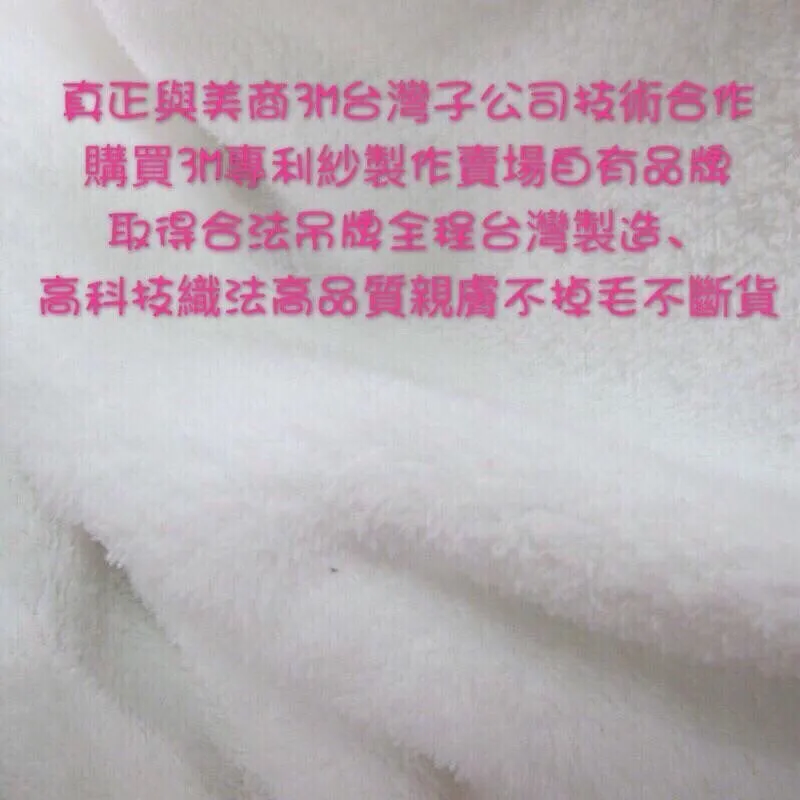 真正與美商3M台灣子公司技術合作
購買3M專利紗製作賣場自有品牌
取得合法吊牌全程台灣製造、
高科技織法高品質親膚不掉毛不斷貨